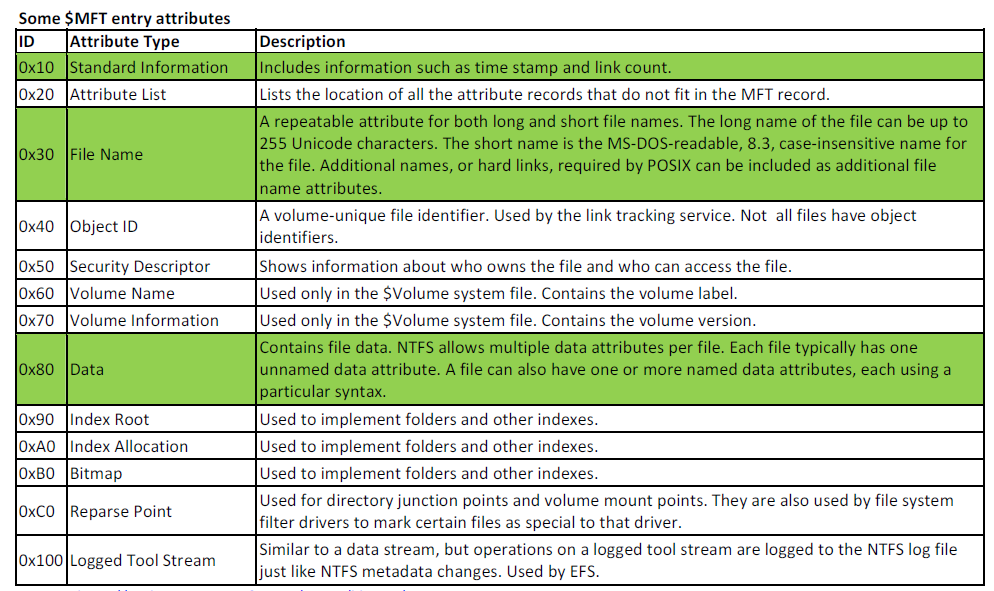 Some $MFT entry attributes
ID Attribute Type Description
0x10 Standard Information Includes information such as time stamp and link count.
0x20 Attribute List Lists the location of all the attribute records that do not fit in the MFT record.
0x30 File Name A repeatable attribute for both long and short file names. The long name of the file can be up to
255 Unicode characters. The short name is the MS-DOS-readable, 8.3, case-insensitive name for
the file. Additional names, or hard links, required by POSIX can be included as additional file
name attributes.
0x40 Object ID A volume-unique file identifier. Used by the link tracking service. Not all files have object
identifiers.
0x50 Security Descriptor Shows information about who owns the file and who can access the file.
0x60 Volume Name Used only in the $Volume system file. Contains the volume label.
0x70 Volume Information Used only in the $Volume system file. Contains the volume version.
0x80 Data Contains file data. NTFS allows multiple data attributes per file. Each file typically has one
unnamed data attribute. A file can also have one or more named data attributes, each using a
particular syntax.
0x90 Index Root Used to implement folders and other indexes.
0xA0 Index Allocation Used to implement folders and other indexes.
0xB0 Bitmap Used to implement folders and other indexes.
0xC0 Reparse Point Used for directory junction points and volume mount points. They are also used by file system
filter drivers to mark certain files as special to that driver.
0x100 Logged Tool Stream Similar to a data stream, but operations on a logged tool stream are logged to the NTFS log file
just like NTFS metadata changes. Used by EFS.